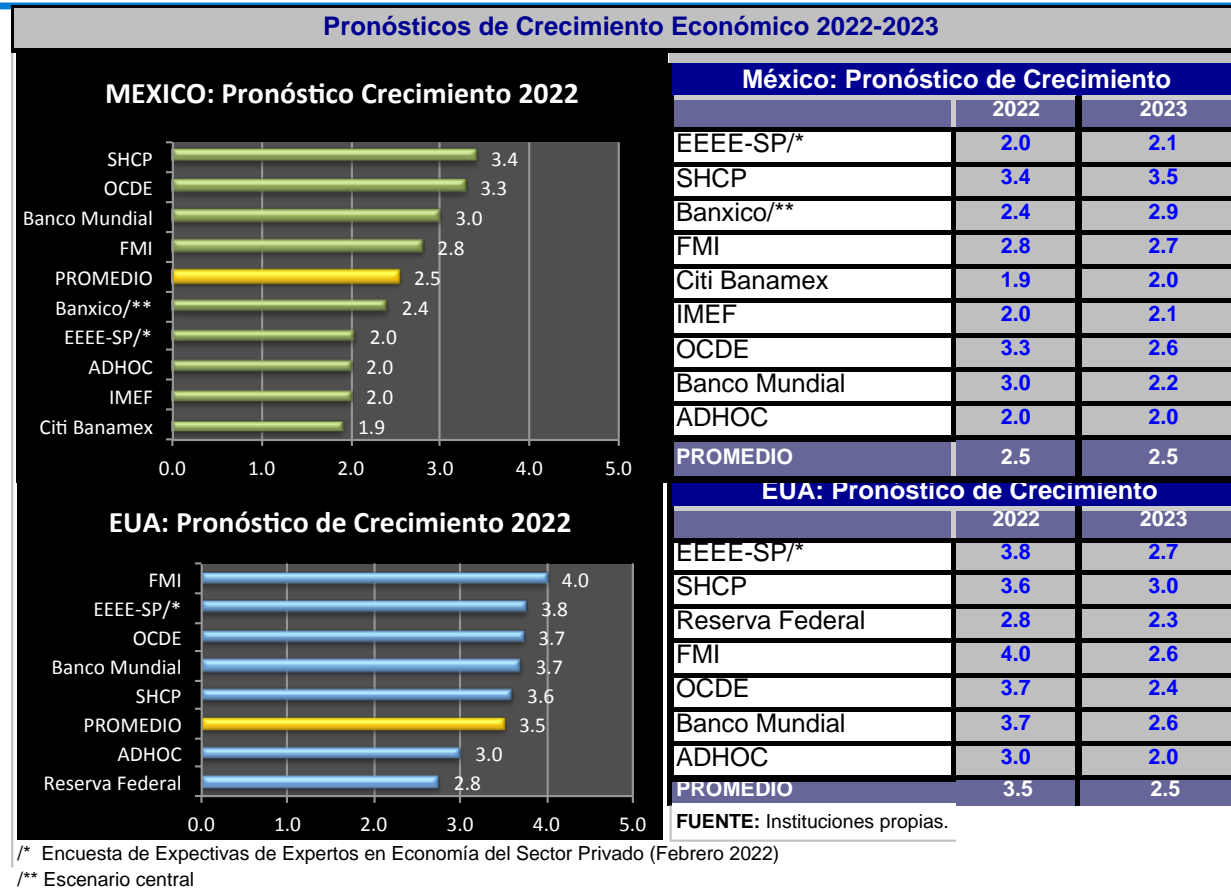 Pronósticos de Crecimiento Económico 2022-2023
MEXICO: Pronóstico Crecimiento 2022
SHCP 3.4
OCDE 3.3
Banco Mundial 3.0
FMI 2.8
PROMEDIO 2.5
Banxico/** 2.4
EEEE-SP/* 2.0
ADHOC 2.0
IMEF 2.0
Citi Banamex 1.9
0.0 1.0 2.0 3.0 4.0 5.0
México: Pronóstico de Crecimiento
2022 2023
EEEE-SP/* 2.0 2.1
SHCP 3.4 3.5
Banxico/** 2.4 2.9
FMI 2.8 2.7
Citi Banamex 1.9 2.0
IMEF 2.0 2.1
OCDE 3.3 2.6
Banco Mundial 3.0 2.2
ADHOC 2.0 2.0
PROMEDIO 2.5 2.5
EUA: Pronóstico de Crecimiento 2022
FMI 4.0
EEEE-SP/* 3.8
OCDE 3.7
Banco Mundial 3.7
SHCP 3.6
PROMEDIO 3.5
ADHOC 3.0
Reserva Federal 2.8
0.0 1.0 2.0 3.0 4.0 5.0
EUA: Pronóstico de Crecimiento
2022 2023
EEEE-SP/* 3.8 2.7
SHCP 3.6 3.0
Reserva Federal 2.8 2.3
FMI 4.0 2.6
OCDE 3.7 2.4
Banco Mundial 3.7 2.6
ADHOC 3.0 2.0
PROMEDIO 3.5 2.5
FUENTE: Instituciones propias.
/* Encuesta de Expectivas de Expertos en Economía del Sector Privado (Febrero 2022)
/** Escenario central